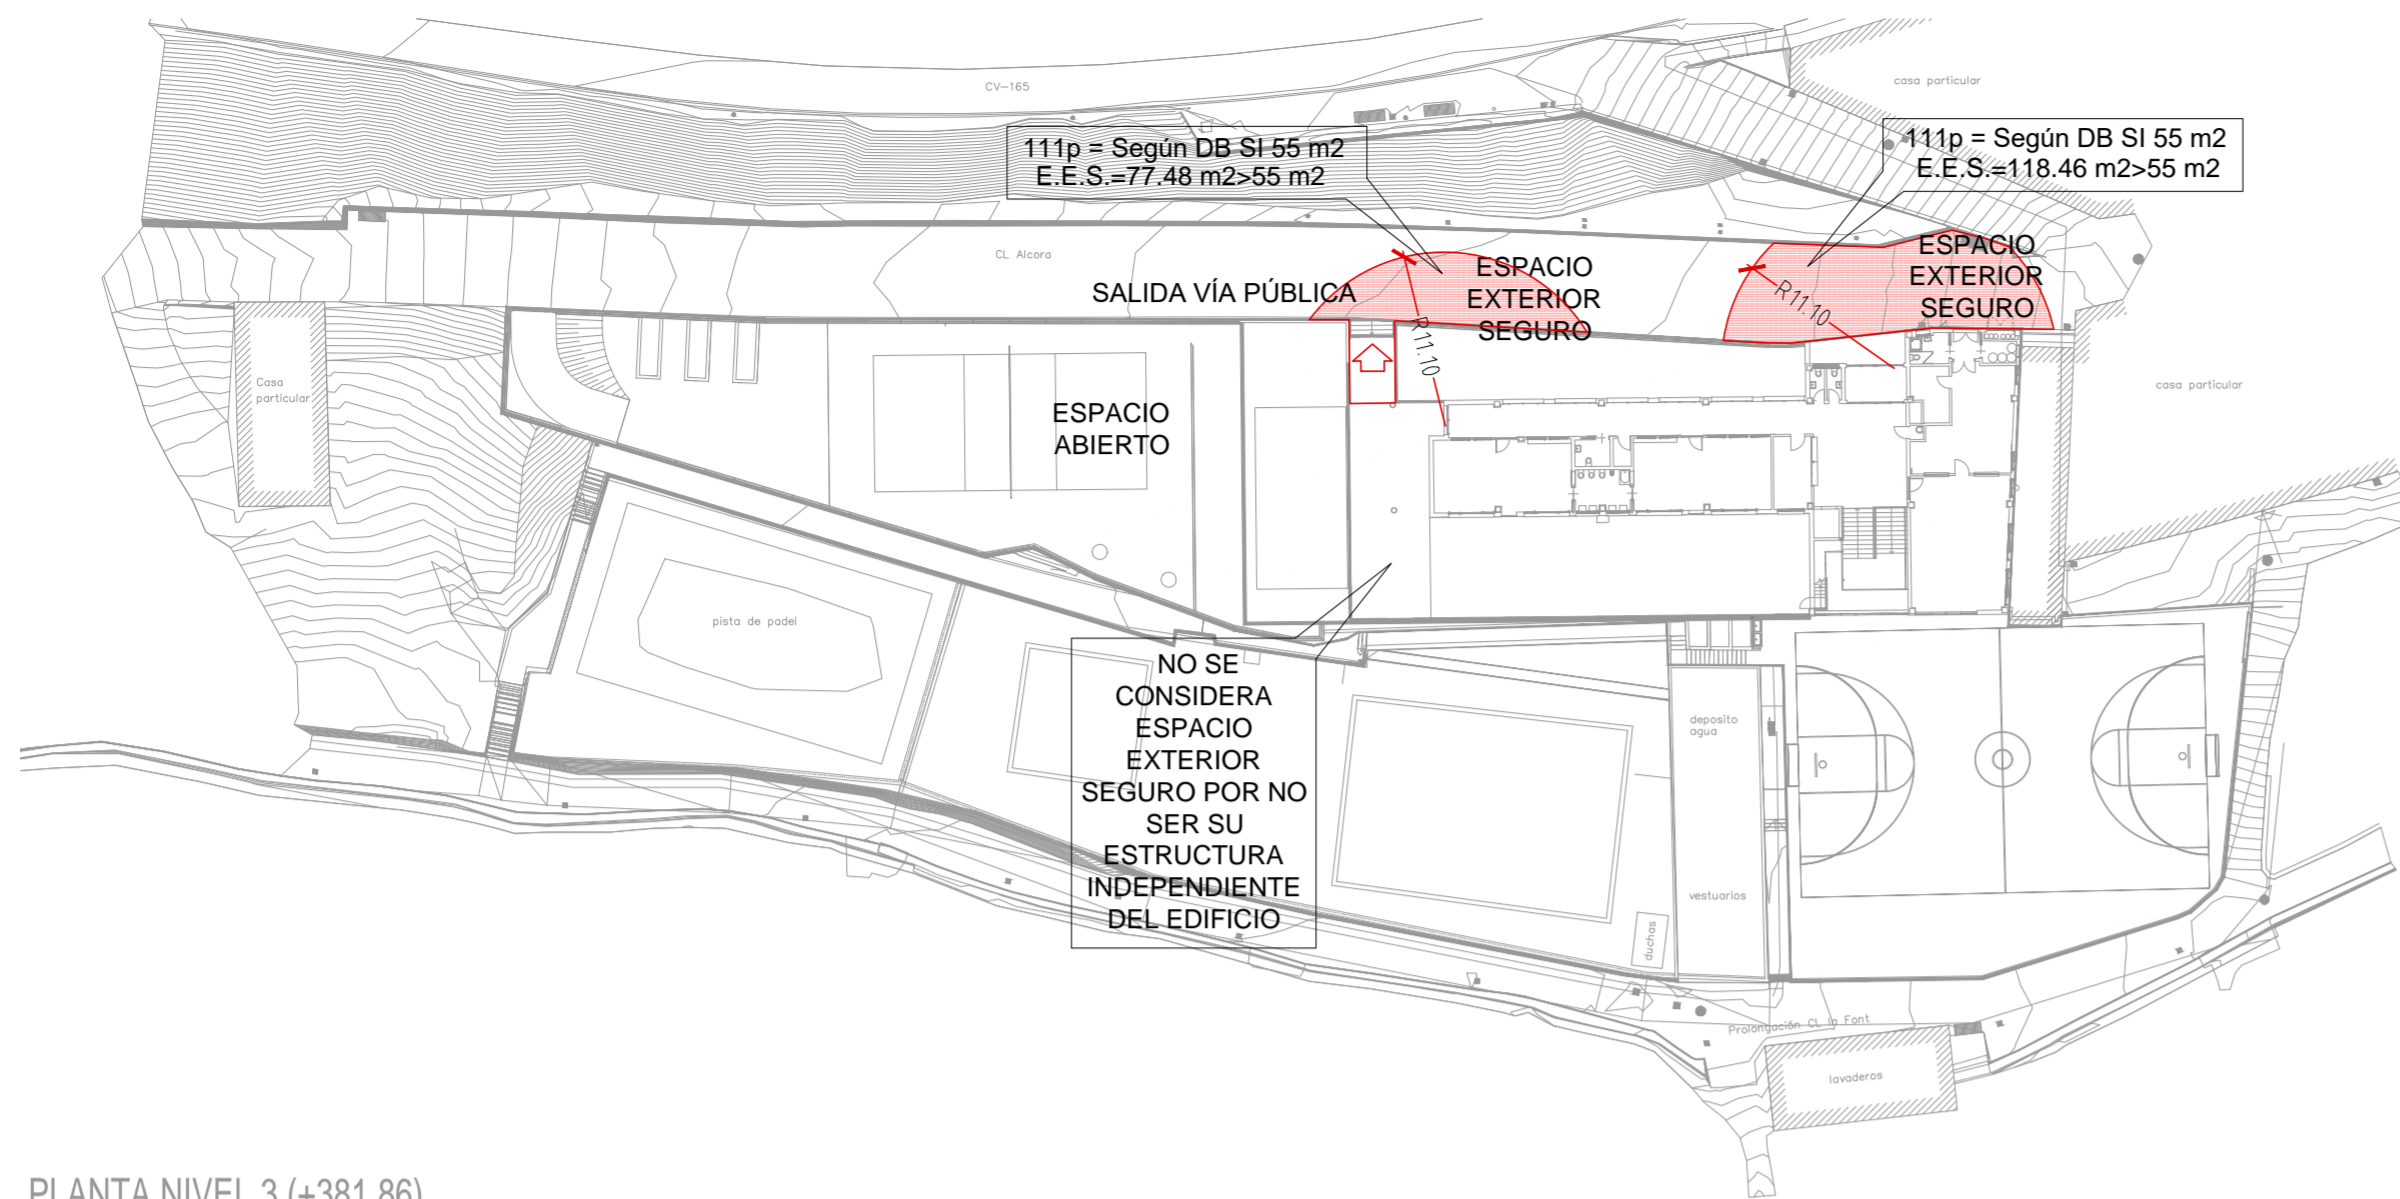 casa particular
CV-165
111p = Según DB SI 55 m2
E.E.S.=77.48 m2>55 m2
111p = Según DB SI 55 m2
E.E.S.=118.46 m2>55 m2
CL Alcora
SALIDA VÍA PÚBLICA
ESPACIO
EXTERIOR
SEGURO
R11.10
ESPACIO
EXTERIOR
SEGURO
R11.10
Casa
particular
ESPACIO
ABIERTO
casa particular
pista de padel
NO SE
CONSIDERA
ESPACIO
EXTERIOR
SEGURO POR NO
SER SU
ESTRUCTURA
INDEPENDIENTE
DEL EDIFICIO
deposito
agua
vestuarios
duchas
Prolongación CL la Font
lavaderos
PLANTA NIVEL 3 (+381.86)